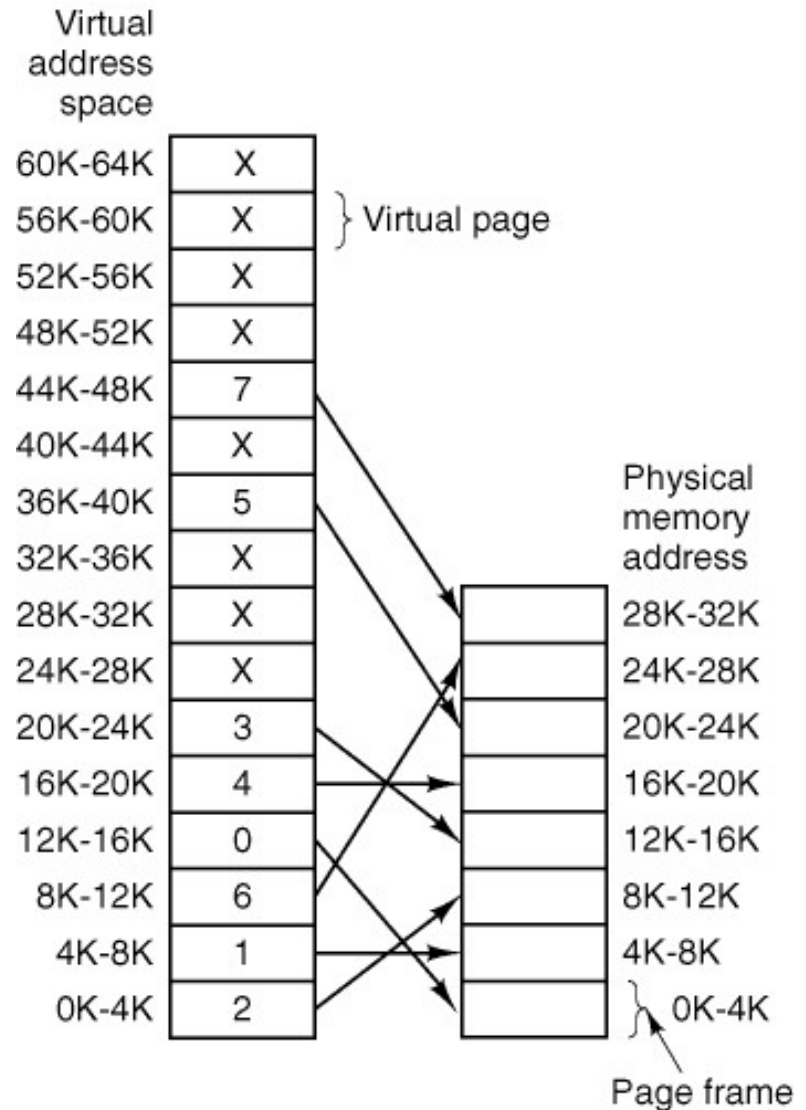 Virtual
address
space
60K-64K X
56K-60K X Virtual page
52K-56K X
48K-52K X
44K-48K 7
40K-44K X
36K-40K 5
32K-36K X
28K-32K X
24K-28K X
20K-24K 3
16K-20K 4
12K-16K 0
8K-12K 6
4K-8K 1
0K-4K 2
Physical
memory
address
28K-32K
24K-28K
20K-24K
16K-20K
12K-16K
8K-12K
4K-8K
0K-4K
Page frame